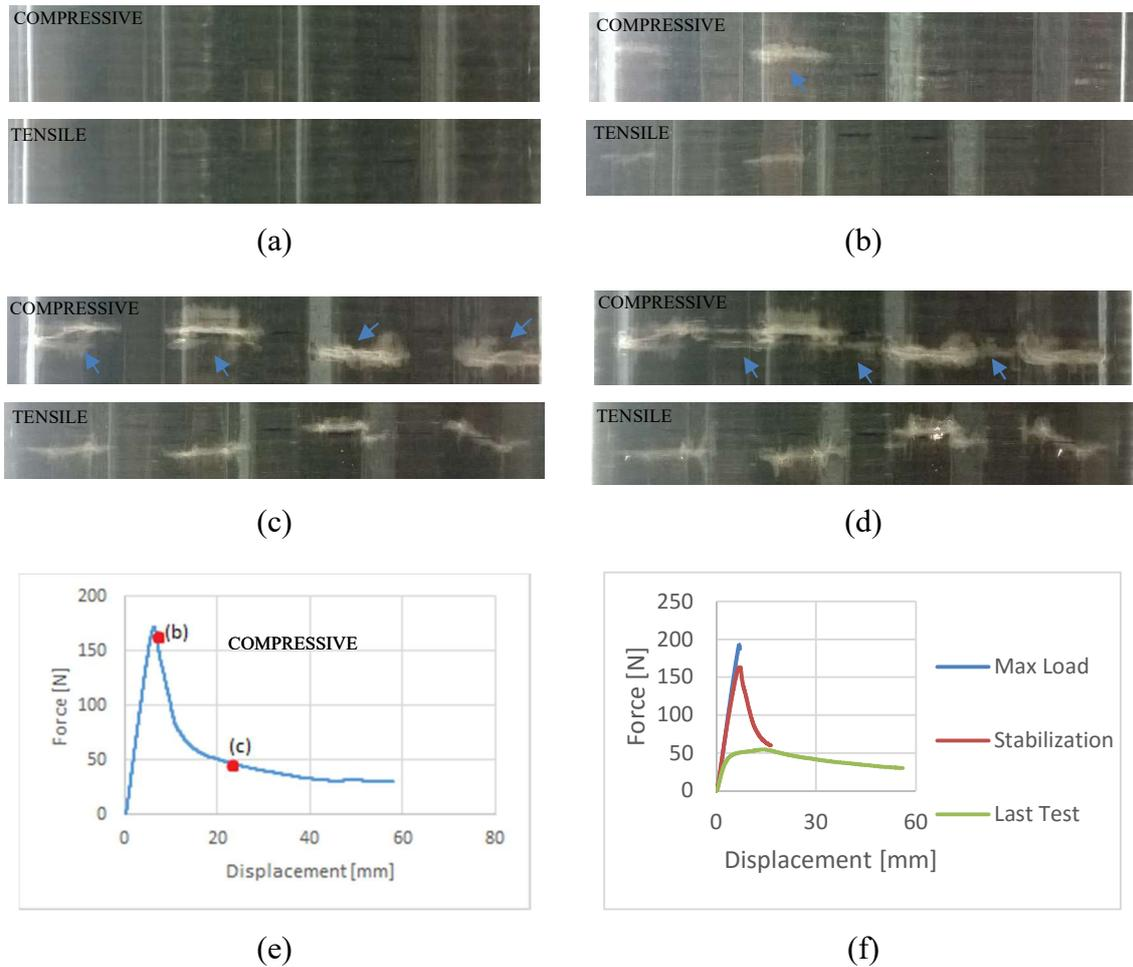 COMPRESSIVE
TENSILE
(a)
COMPRESSIVE
TENSILE
(b)
COMPRESSIVE
TENSILE
(c)
COMPRESSIVE
TENSILE
(d)
200
150
100
50
0
0 20 40 60 80
Force [N]
Displacement [mm]
COMPRESSIVE
(b)
(c)
(e)
250
200
150
100
50
0
0 30 60
Force [N]
Displacement [mm]
Max Load
Stabilization
Last Test
(f)